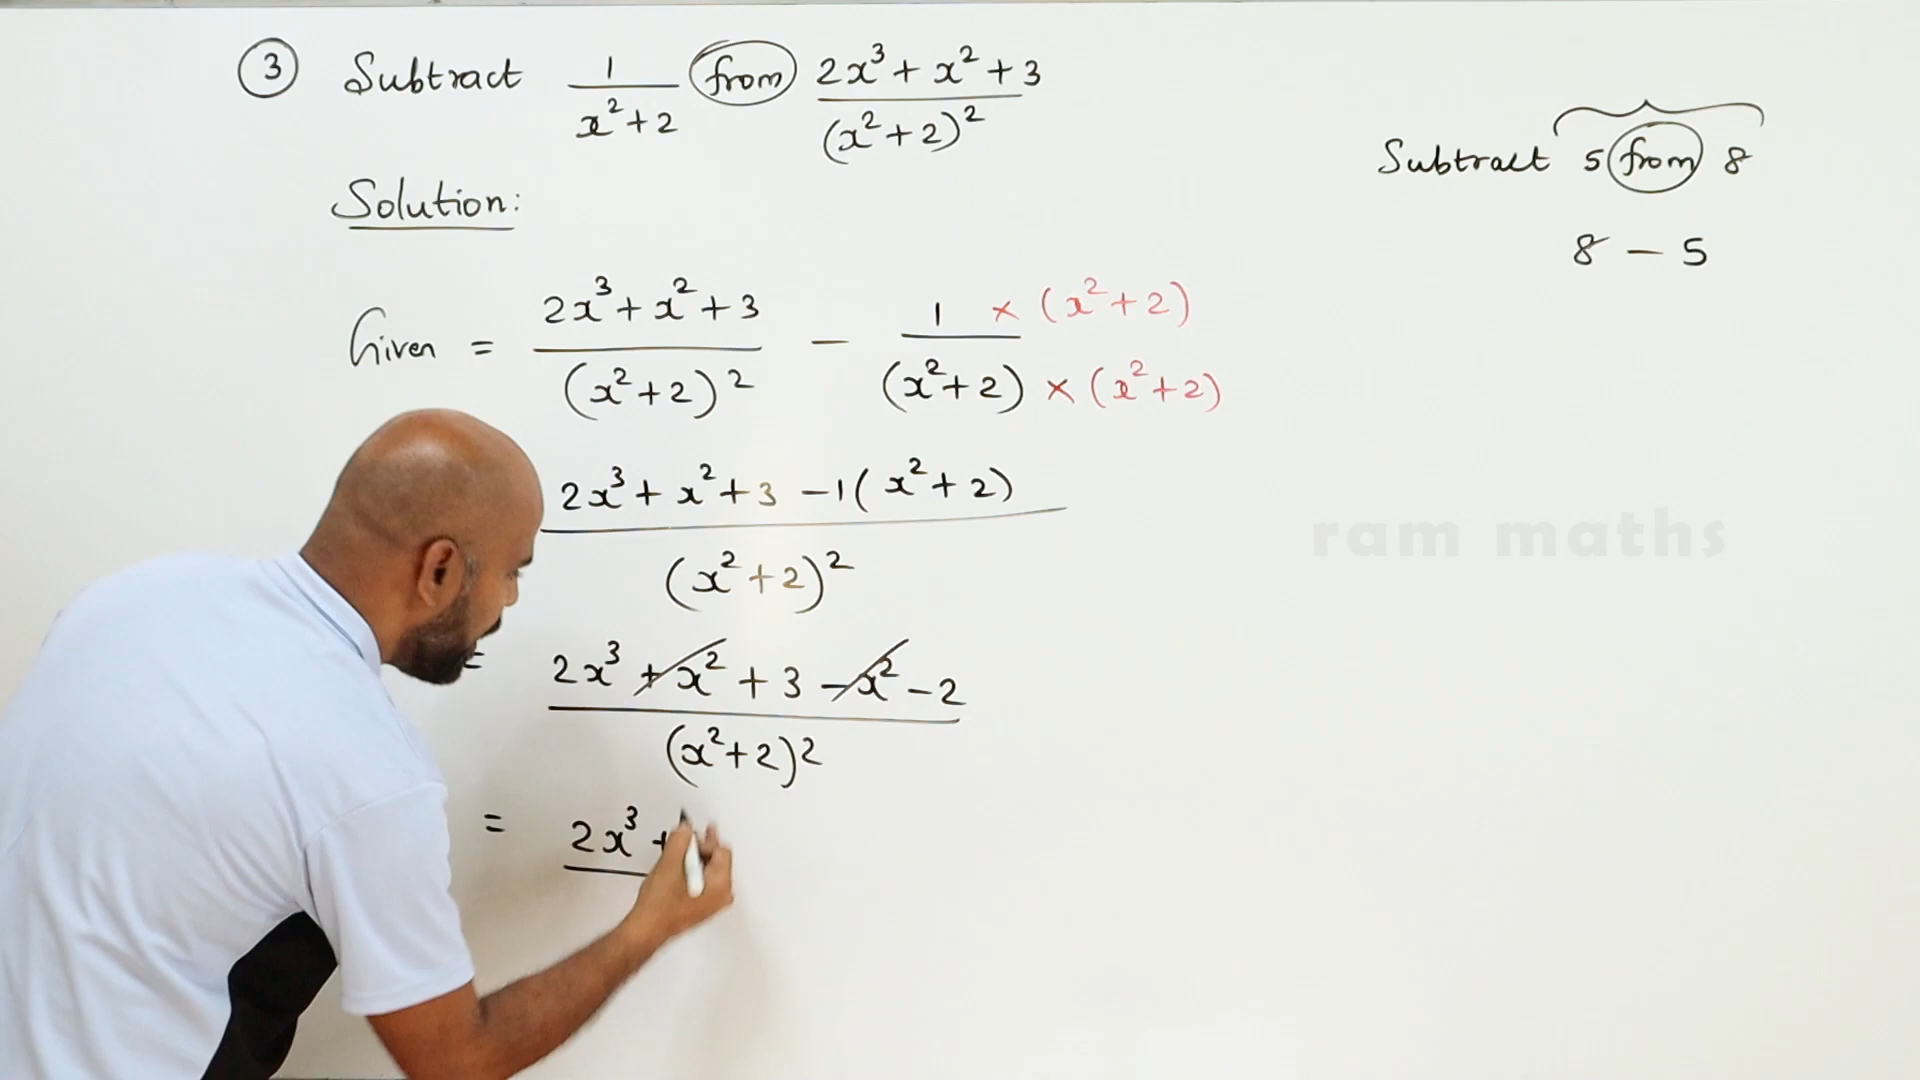 ③ Subtract 1/(x²+2) from (2x³+x²+3)/(x²+2)²
Solution:
Given = (2x³+x²+3)/(x²+2)² − (1 × (x²+2))/((x²+2) × (x²+2))
(2x³+x²+3−1(x²+2))/(x²+2)²
= (2x³+x²+3−x²−2)/(x²+2)²
= 2x³ +
Subtract 5 from 8
8 − 5
ram maths